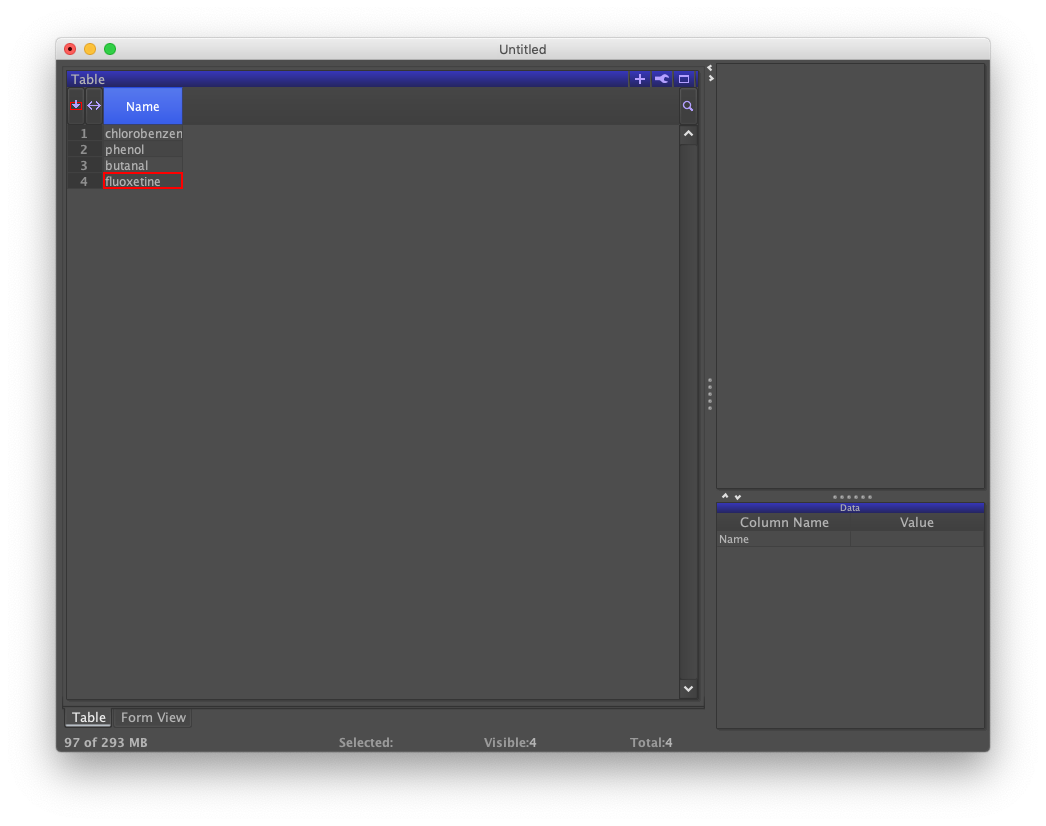 Untitled
Table
Name
1 chlorobenzen
2 phenol
3 butanal
4 fluoxetine
Data
Column Name Value
Name
Table Form View
97 of 293 MB Selected: Visible:4 Total:4